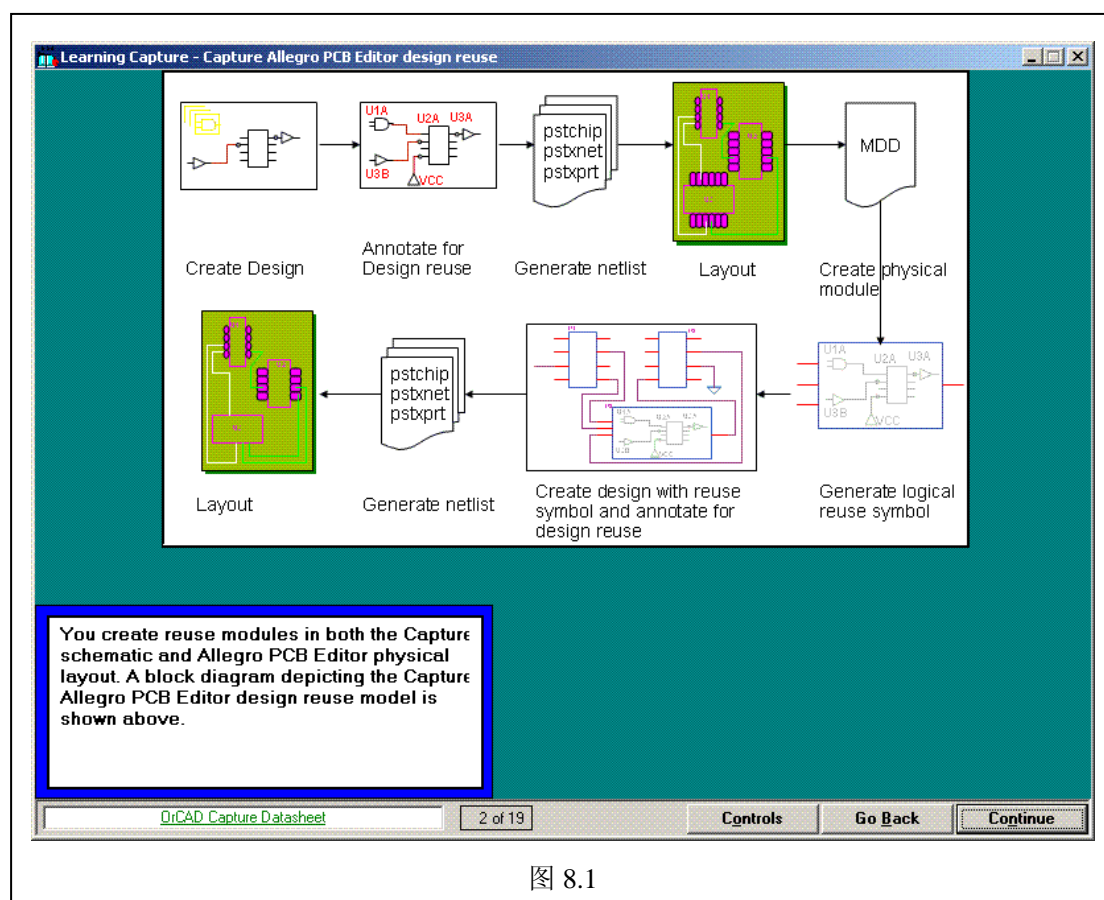 Learning Capture - Capture Allegro PCB Editor design reuse
U1A
U2A
U3A
U3B
VCC
pstchip
pstxnet
pstxprt
MDD
Create Design
Annotate for
Design reuse
Generate netlist
Layout
Create physical
module
U1A
U2A
U3A
U3B
VCC
pstchip
pstxnet
pstxprt
Layout
Generate netlist
Create design with reuse
symbol and annotate for
design reuse
Generate logical
reuse symbol
You create reuse modules in both the Capture
schematic and Allegro PCB Editor physical
layout. A block diagram depicting the Capture
Allegro PCB Editor design reuse model is
shown above.
OrCAD Capture Datasheet
2 of 19
Controls
Go Back
Continue
图 8.1